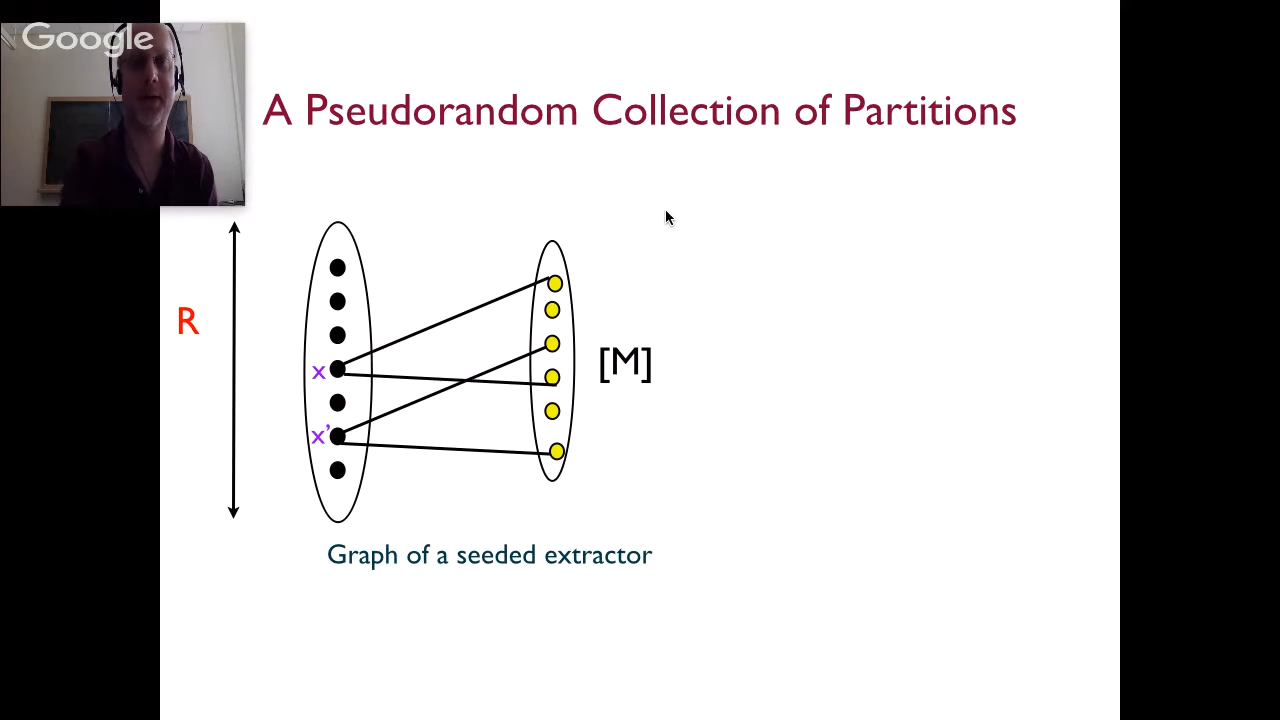 Google
A Pseudorandom Collection of Partitions
R
x
x'
[M]
Graph of a seeded extractor